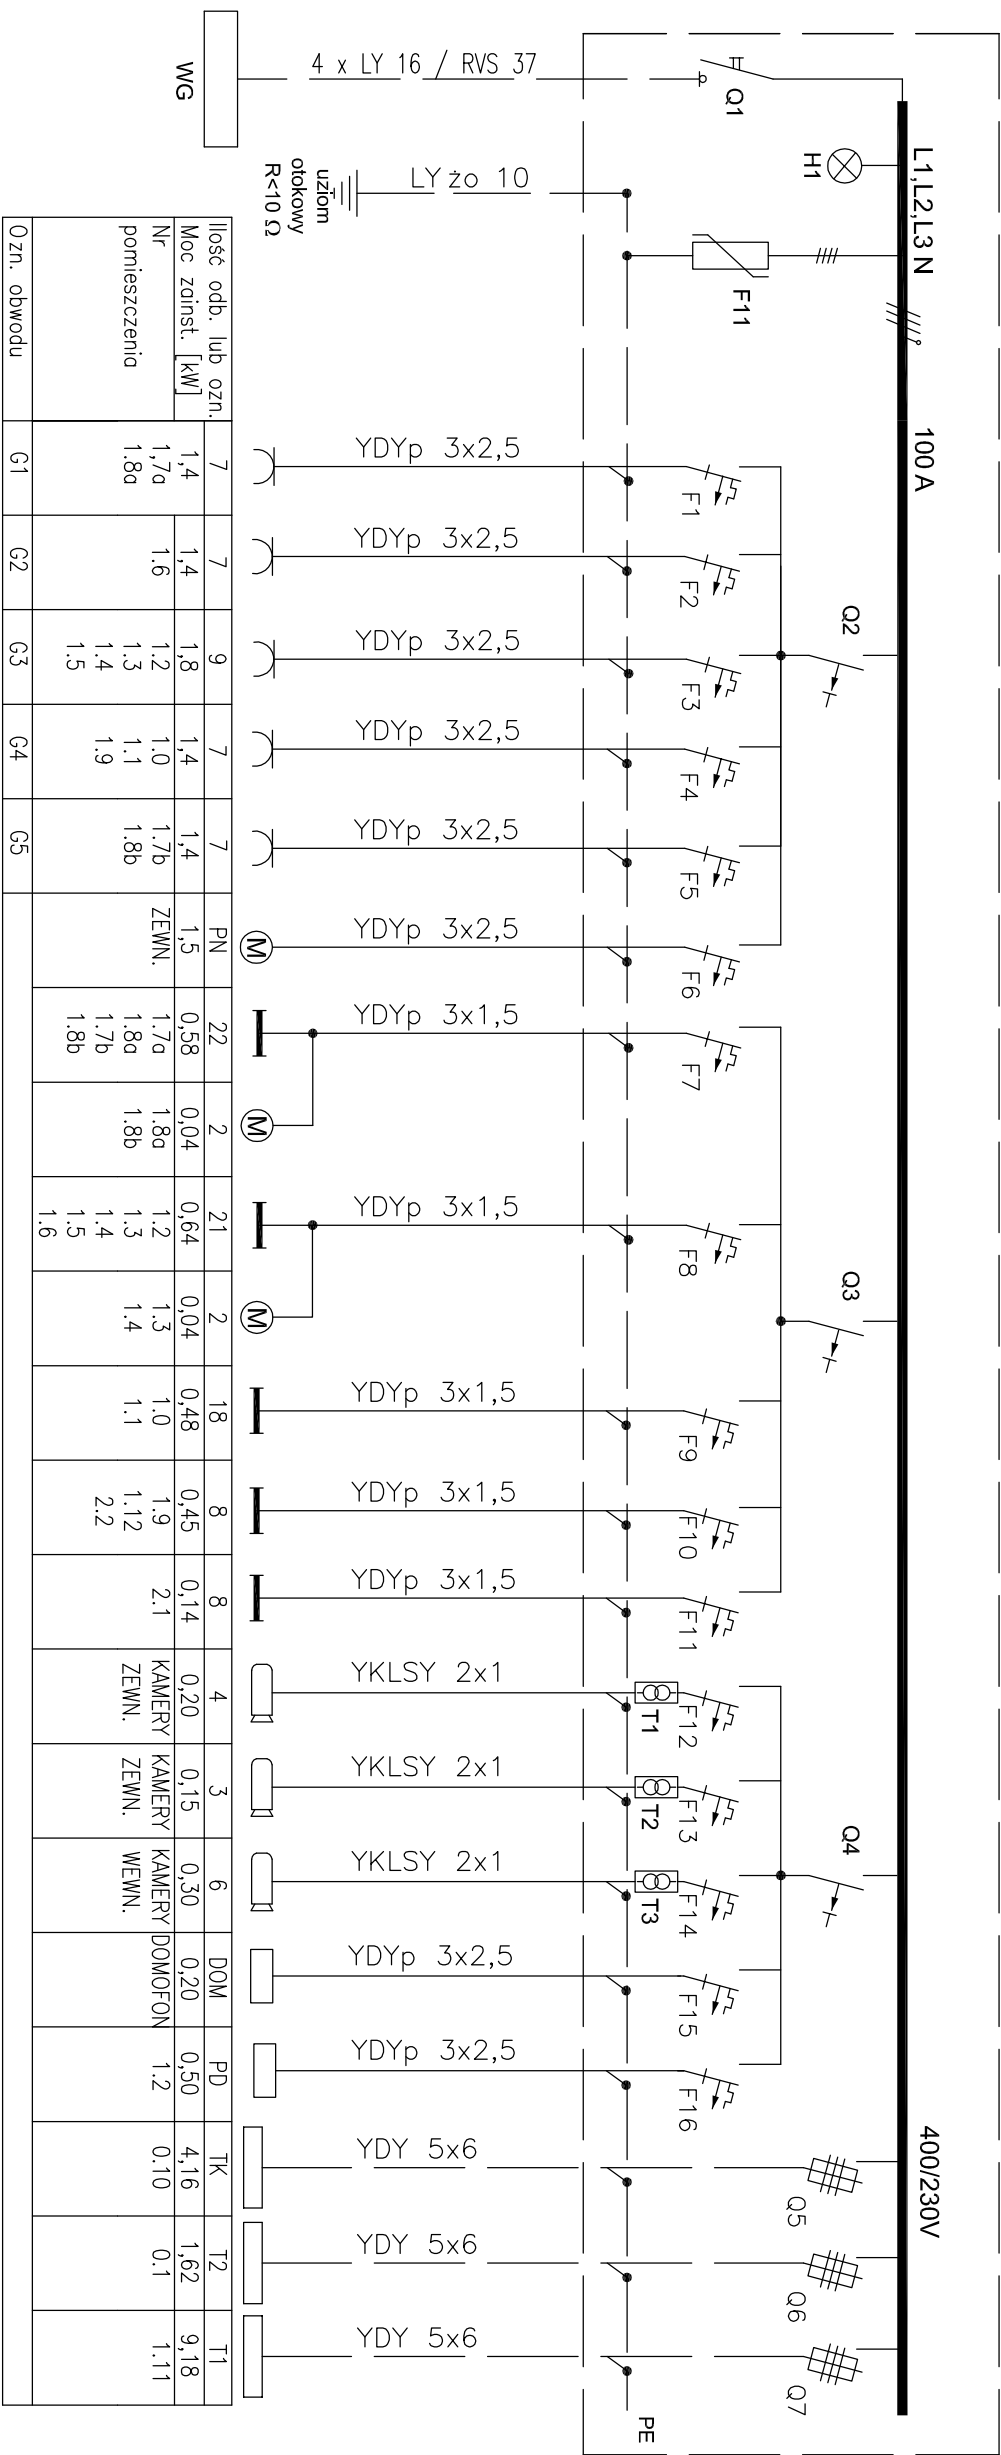 L1,L2,L3 N
100 A
400/230V
Q1
H1
F11
Q2
Q3
Q4
Q5
Q6
Q7
F1
F2
F3
F4
F5
F6
F7
F8
F9
F10
F11
F12
F13
F14
F15
F16
T1
T2
T3
PE
4 x LY 16 / RVS 37
LY żo 10
YDYp 3x2,5
YDYp 3x2,5
YDYp 3x2,5
YDYp 3x2,5
YDYp 3x2,5
YDYp 3x2,5
YDYp 3x1,5
YDYp 3x1,5
YDYp 3x1,5
YDYp 3x1,5
YDYp 3x1,5
YKLSY 2x1
YKLSY 2x1
YKLSY 2x1
YDYp 3x2,5
YDYp 3x2,5
YDY 5x6
YDY 5x6
YDY 5x6
WG
uziom
otokowy
R<10 Ω
M
M
M
Ilość odb. lub ozn. 7 7 9 7 7 PN 22 2 21 2 18 8 8 4 3 6 DOM PD TK T2 T1
Moc zainst. [kW] 1,4 1,4 1,8 1,4 1,4 1,5 0,58 0,04 0,64 0,04 0,48 0,45 0,14 0,20 0,15 0,30 0,20 0,50 4,16 1,62 9,18
Nr 1,7a 1.6 1.2 1.0 1.7b ZEWN. 1.7a 1.8a 1.2 1.3 1.0 1.9 2.1 KAMERY KAMERY KAMERY DOMOFON 1.2 0.10 0.1 1.11
pomieszczenia 1.8a 1.3 1.1 1.8b 1.8a 1.8b 1.3 1.4 1.1 1.12 ZEWN. ZEWN. WEWN.
1.4 1.9 1.7b 1.4 2.2
1.5 1.8b 1.5
1.6
Ozn. obwodu G1 G2 G3 G4 G5